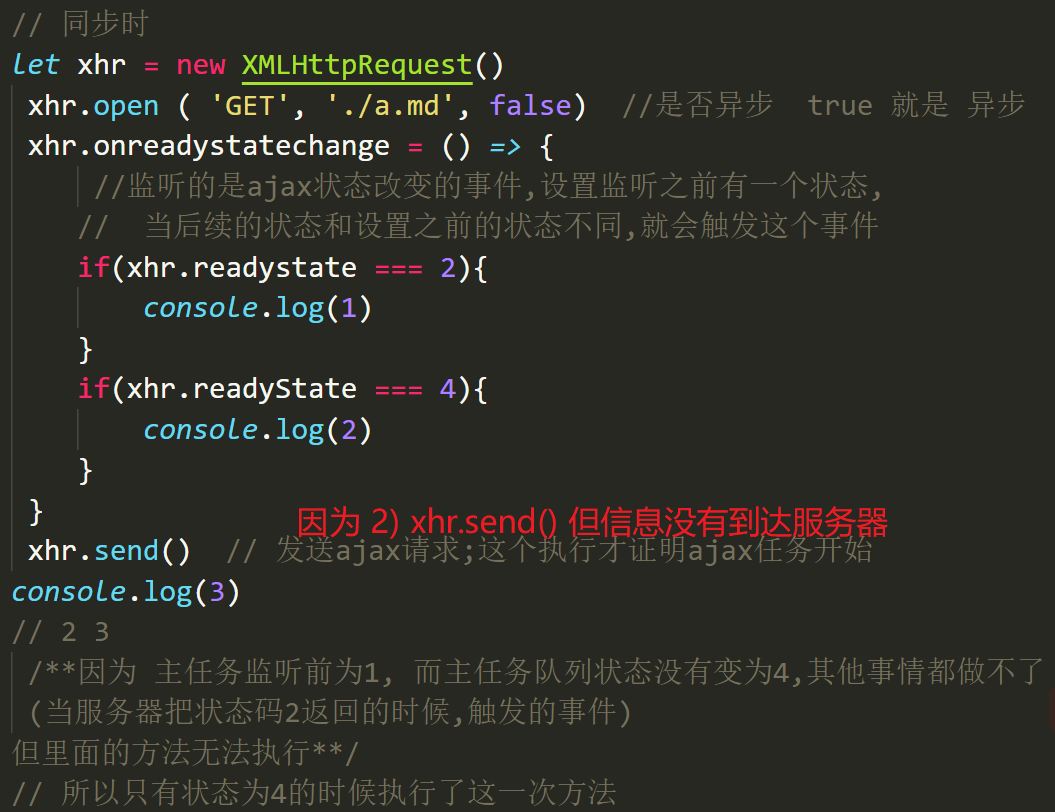 // 同步时
let xhr = new XMLHttpRequest()
xhr.open ( 'GET', './a.md', false)  //是否异步  true 就是 异步
xhr.onreadystatechange = () => {
//监听的是ajax状态改变的事件,设置监听之前有一个状态,
//  当后续的状态和设置之前的状态不同,就会触发这个事件
if(xhr.readystate === 2){
console.log(1)
}
if(xhr.readyState === 4){
console.log(2)
}
}
因为 2) xhr.send() 但信息没有到达服务器
xhr.send()  // 发送ajax请求;这个执行才证明ajax任务开始
console.log(3)
// 2 3
/**因为 主任务监听前为1, 而主任务队列状态没有变为4,其他事情都做不了
(当服务器把状态码2返回的时候,触发的事件)
但里面的方法无法执行**/
// 所以只有状态为4的时候执行了这一次方法